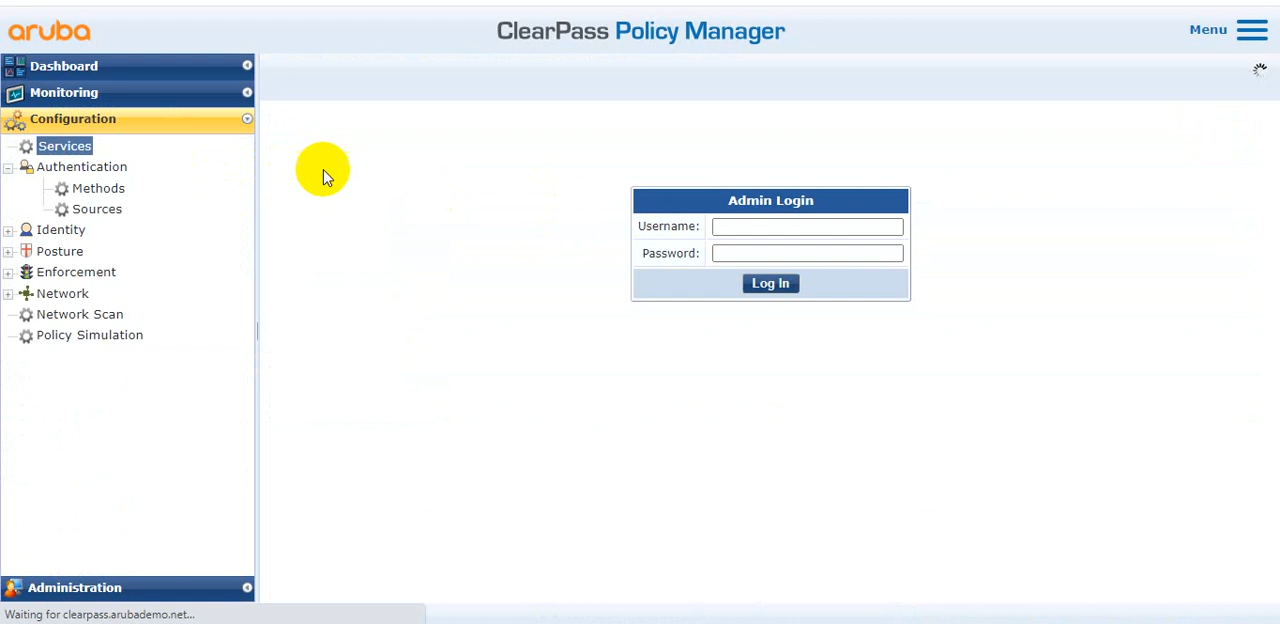 aruba
ClearPass Policy Manager
Menu
Dashboard
Monitoring
Configuration
Services
Authentication
Methods
Sources
Identity
Posture
Enforcement
Network
Network Scan
Policy Simulation
Admin Login
Username:
Password:
Log In
Administration
Waiting for clearpass.arubademo.net...